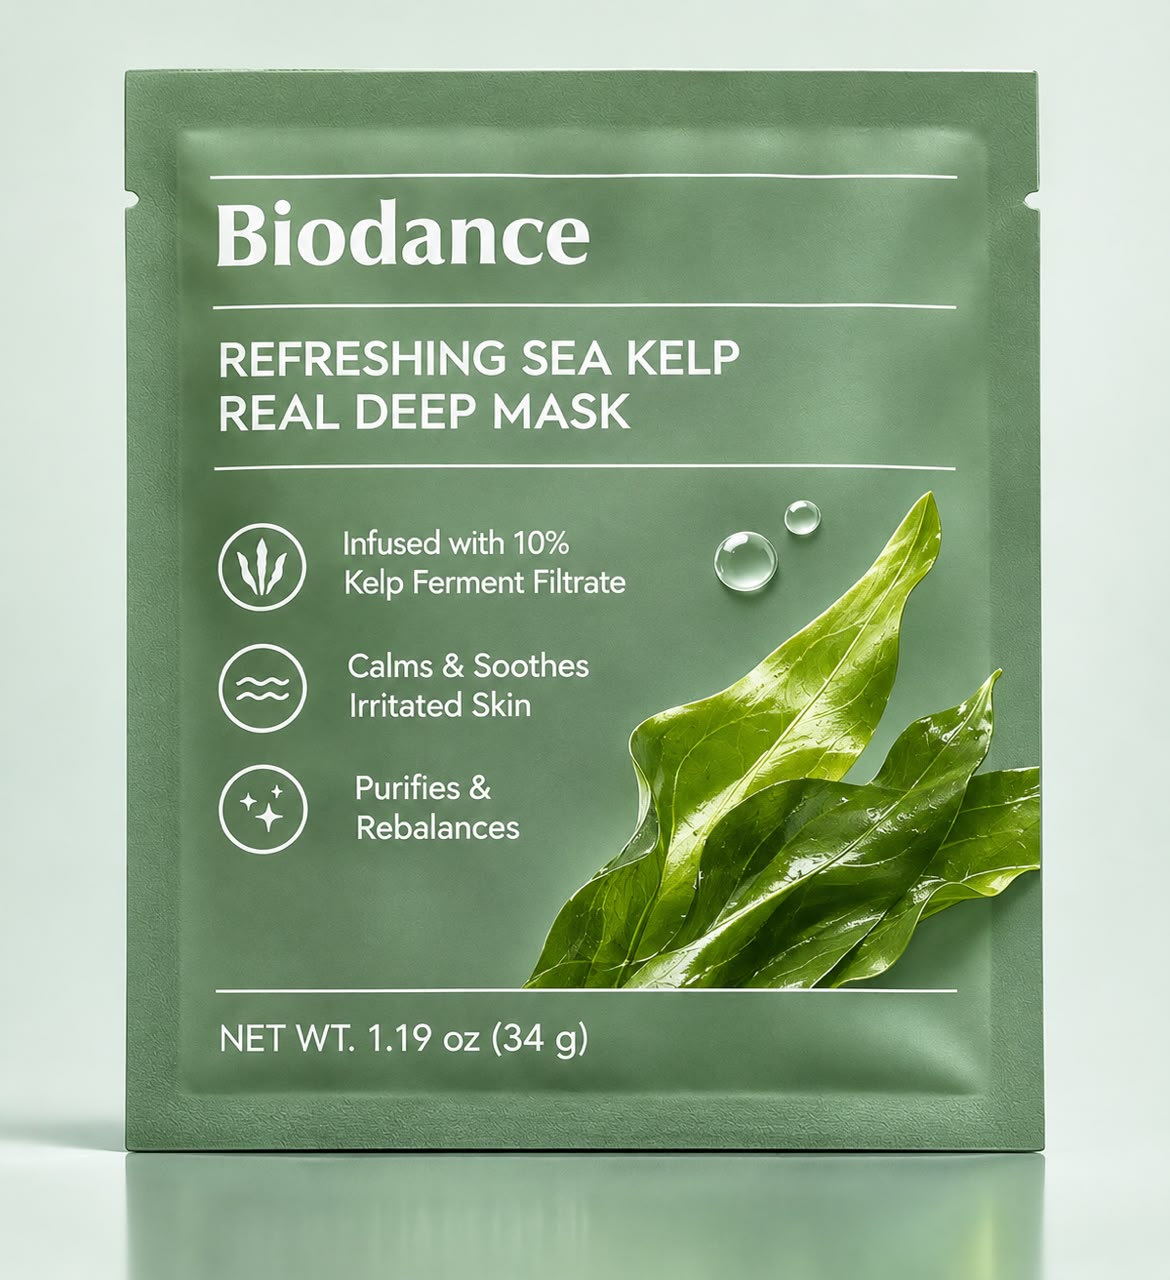 Biodance
REFRESHING SEA KELP
REAL DEEP MASK
Infused with 10%
Kelp Ferment Filtrate
Calms & Soothes
Irritated Skin
Purifies &
Rebalances
NET WT. 1.19 oz (34 g)